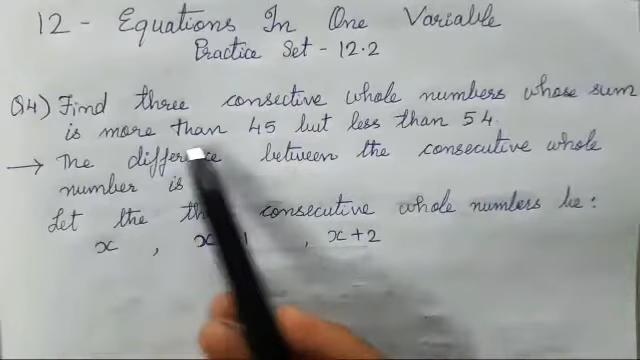 12 - Equations In One Variable
Practice Set - 12.2
Q4) Find three consective whole numbers whose sum
is more than 45 but less than 54.
→ The difference between the consecutive whole
number is
Let the consecutive whole numbers be:
x , x 1 , x+2